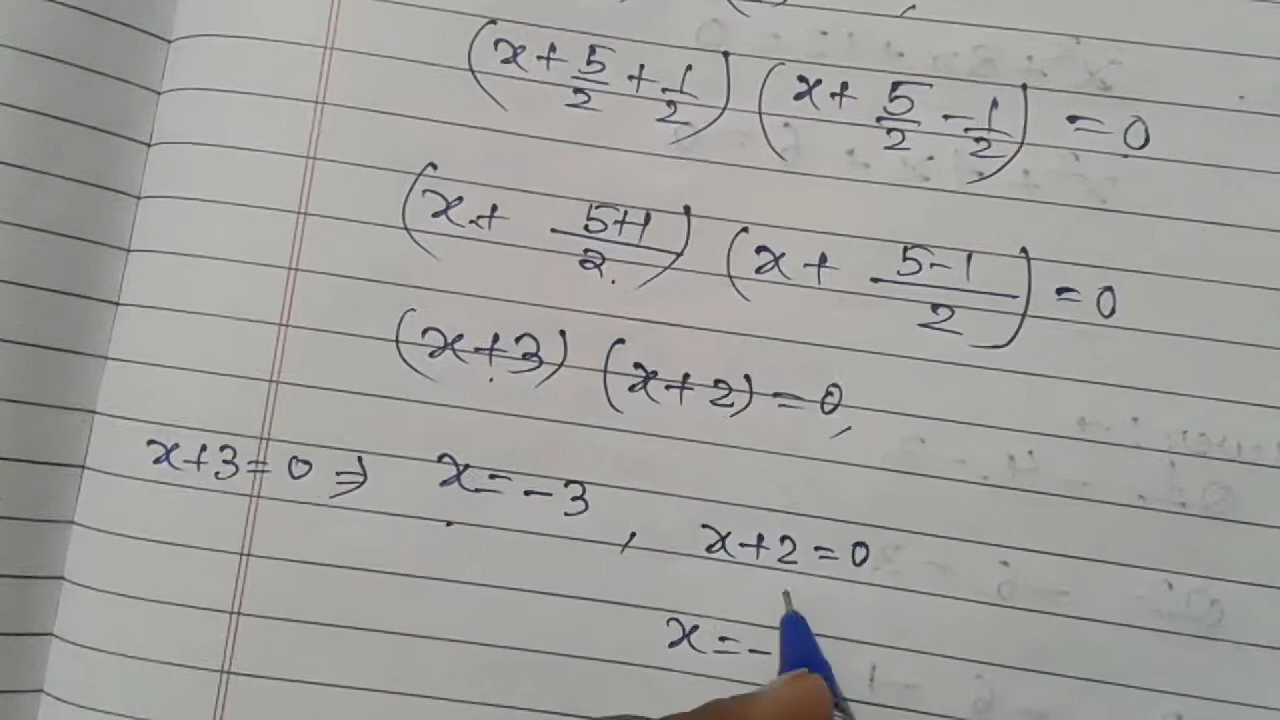 (x + 5/2 + 1/2) (x + 5/2 - 1/2) = 0
(x + (5+1)/2) (x + (5-1)/2) = 0
(x+3) (x+2) = 0,
x+3 = 0 ⇒ x = -3 , x+2 = 0
x = -